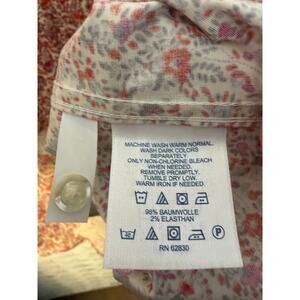 MACHINE WASH WARM NORMAL.
WASH DARK COLORS
SEPARATELY.
ONLY NON-CHLORINE BLEACH
WHEN NEEDED.
REMOVE PROMPTLY.
TUMBLE DRY LOW.
WARM IRON IF NEEDED.
98% BAUMWOLLE
2% ELASTHAN
P
RN 62830